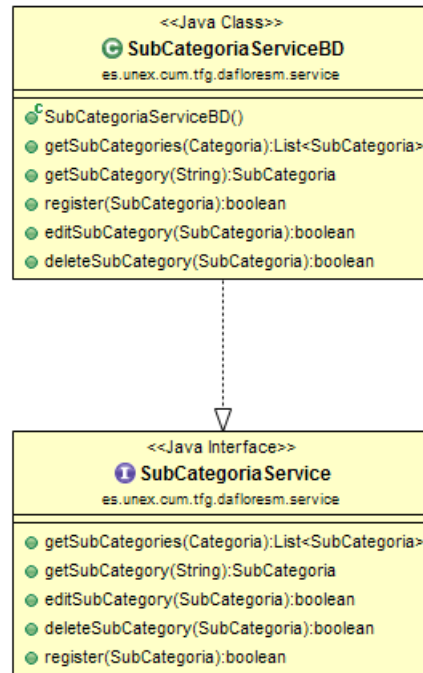 <<Java Class>>
C SubCategoriaServiceBD
es.unex.cum.tfg.dafloresm.service
C SubCategoriaServiceBD()
getSubCategories(Categoria):List<SubCategoria>
getSubCategory(String):SubCategoria
register(SubCategoria):boolean
editSubCategory(SubCategoria):boolean
deleteSubCategory(SubCategoria):boolean
<<Java Interface>>
I SubCategoriaService
es.unex.cum.tfg.dafloresm.service
getSubCategories(Categoria):List<SubCategoria>
getSubCategory(String):SubCategoria
editSubCategory(SubCategoria):boolean
deleteSubCategory(SubCategoria):boolean
register(SubCategoria):boolean